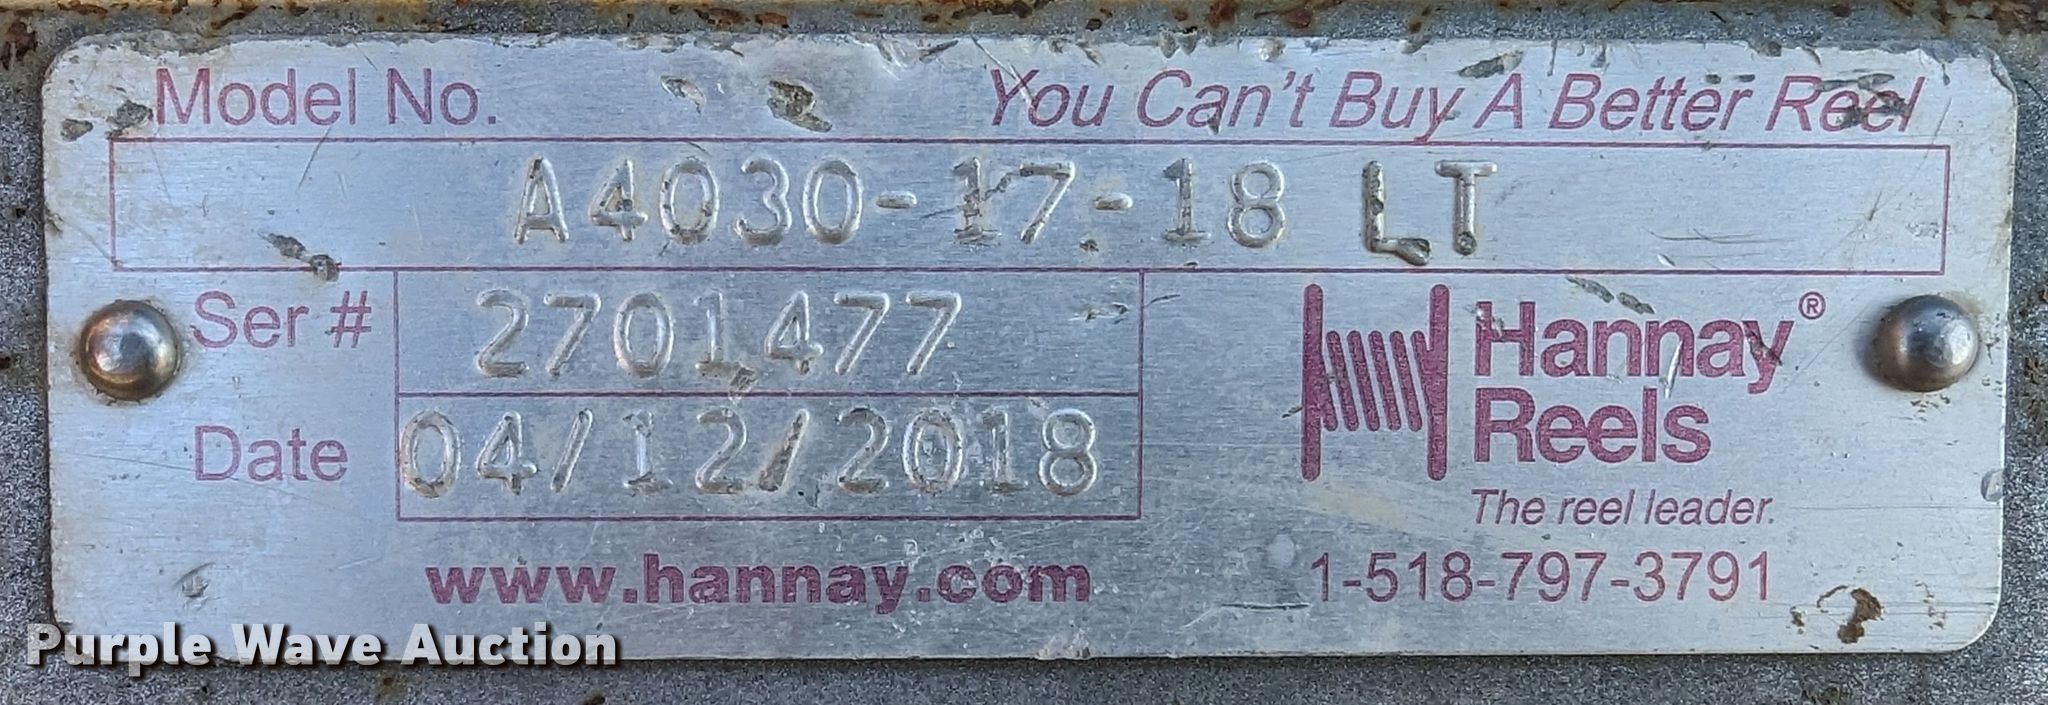 Model No. You Can't Buy A Better Reel
A4030-17-18 LT
Ser # 2701477
Hannay®
Reels
Date 04/12/2018
The reel leader.
www.hannay.com 1-518-797-3791
Purple Wave Auction